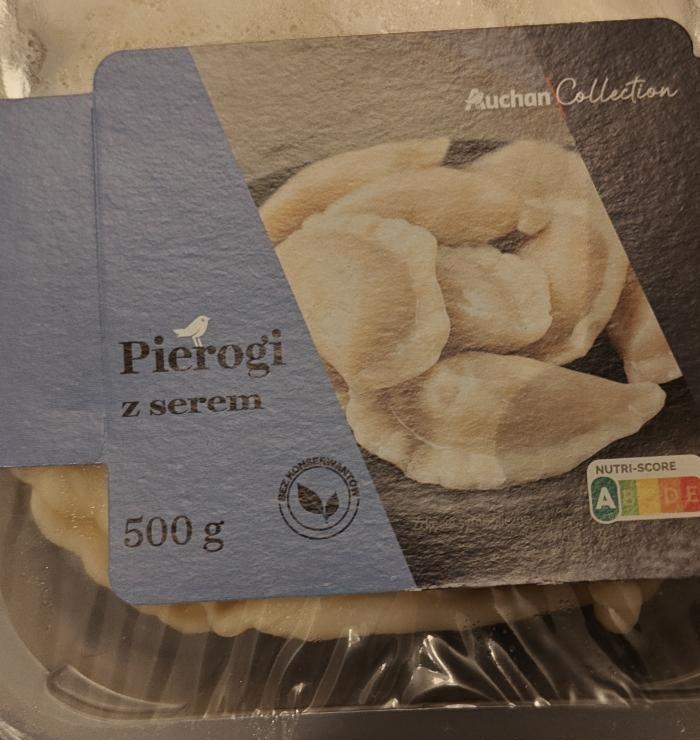 Auchan Collection
Pierogi
z serem
BEZ KONSERWANTÓW
500 g
NUTRI-SCORE
A B C D E